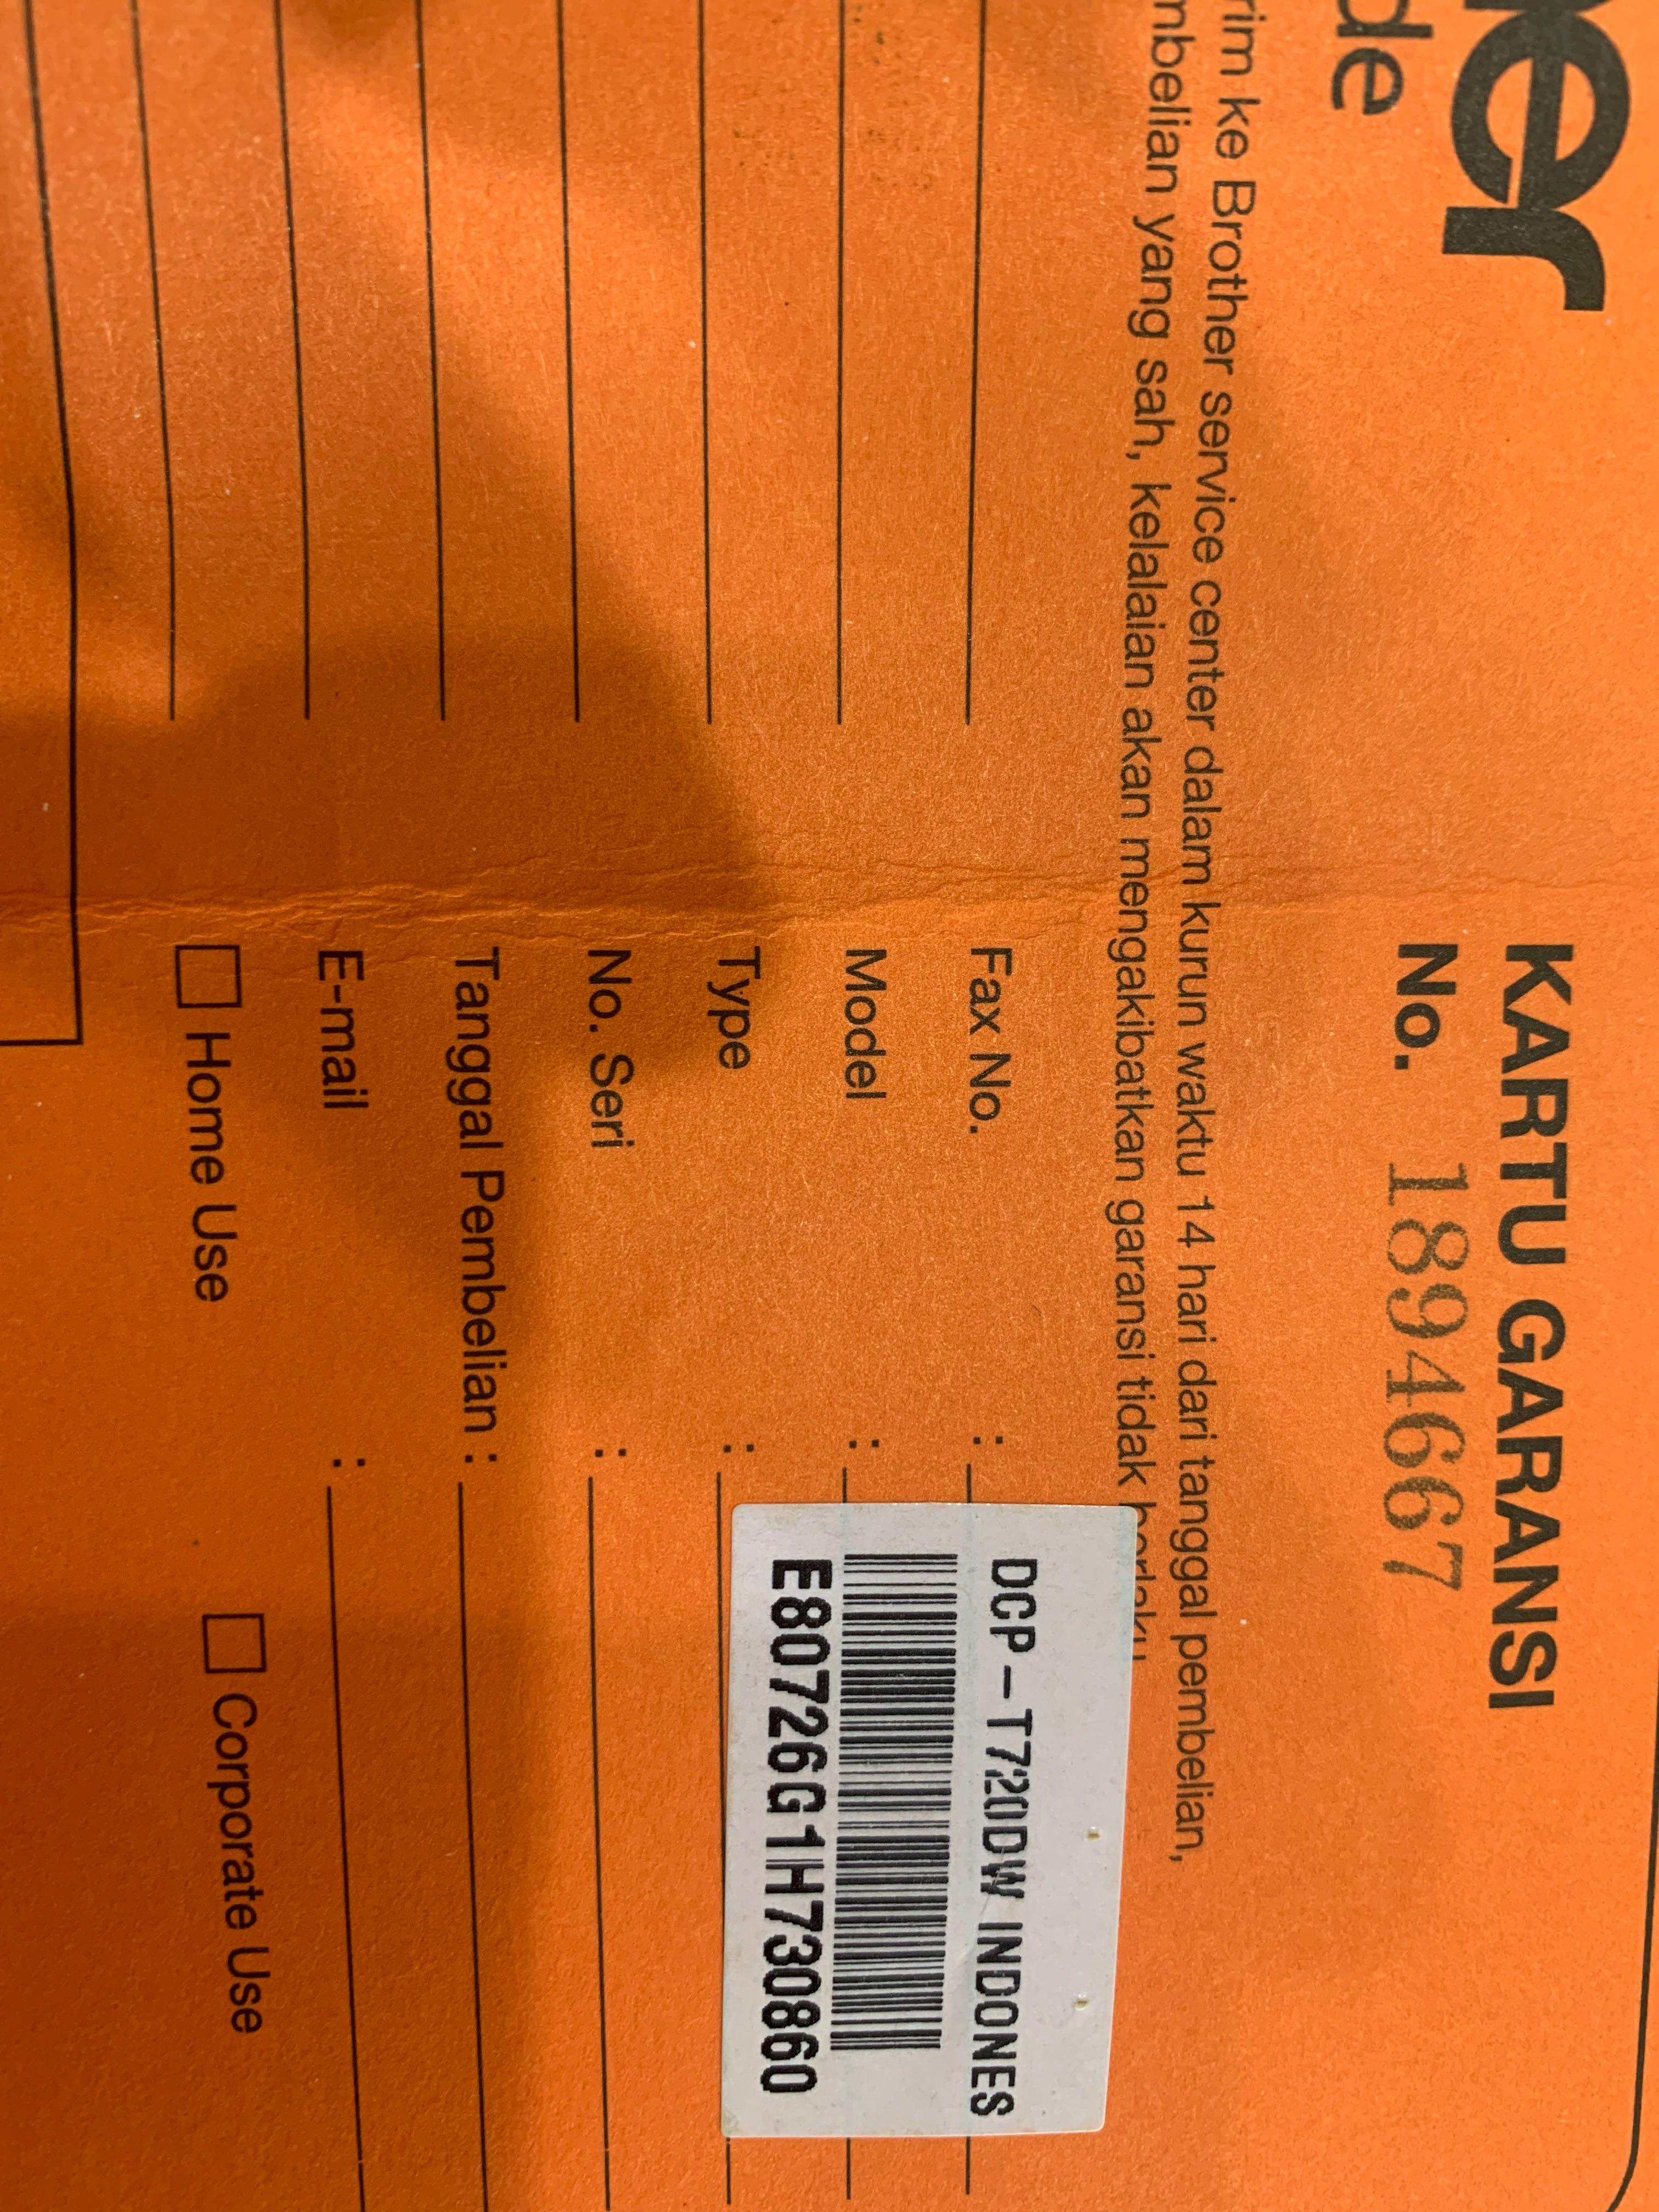 KARTU GARANSI
No. 1894667
ke Brother service center dalam kurun waktu 14 hari dari tanggal pembelian,
yang sah, kelalaian akan mengakibatkan garansi tidak
Fax No. :
DCP-T720DW INDONES
Model :
E80726G1H730860
Type :
No. Seri :
Tanggal Pembelian :
E-mail :
Home Use
Corporate Use